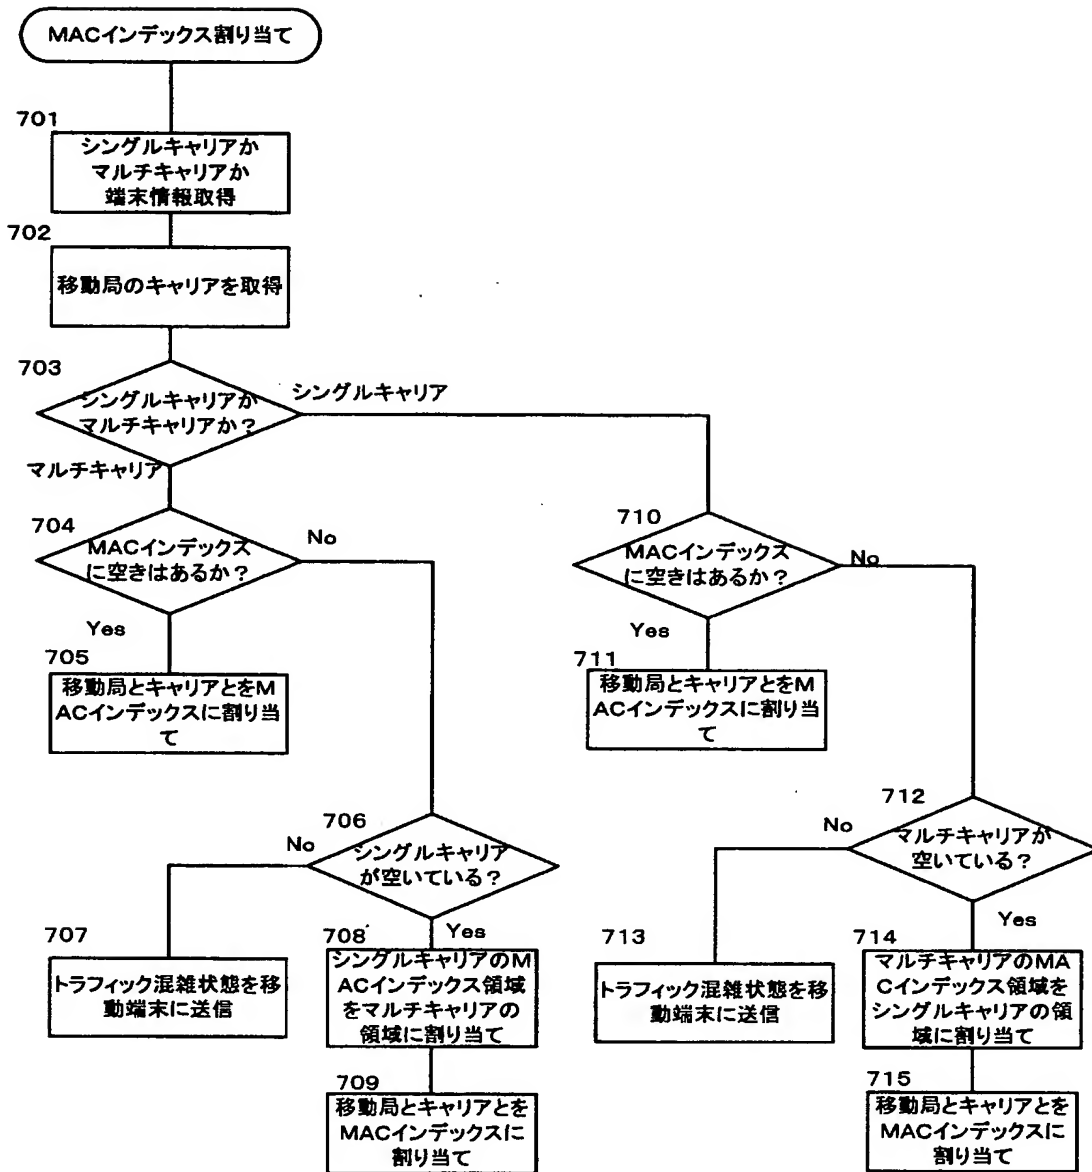 MACインデックス割り当て
701
シングルキャリアか
マルチキャリアか
端末情報取得
702
移動局のキャリアを取得
703
シングルキャリアか
マルチキャリアか？
シングルキャリア
マルチキャリア
704
MACインデックス
に空きはあるか？
No
Yes
705
移動局とキャリアとをM
ACインデックスに割り当
て
710
MACインデックス
に空きはあるか？
No
Yes
711
移動局とキャリアとをM
ACインデックスに割り当
て
706
シングルキャリア
が空いている？
No
Yes
707
トラフィック混雑状態を移
動端末に送信
708
シングルキャリアのM
ACインデックス領域
をマルチキャリアの
領域に割り当て
709
移動局とキャリアとを
MACインデックスに
割り当て
712
マルチキャリアが
空いている？
No
Yes
713
トラフィック混雑状態を移
動端末に送信
714
マルチキャリアのMA
Cインデックス領域を
シングルキャリアの領
域に割り当て
715
移動局とキャリアとを
MACインデックスに
割り当て